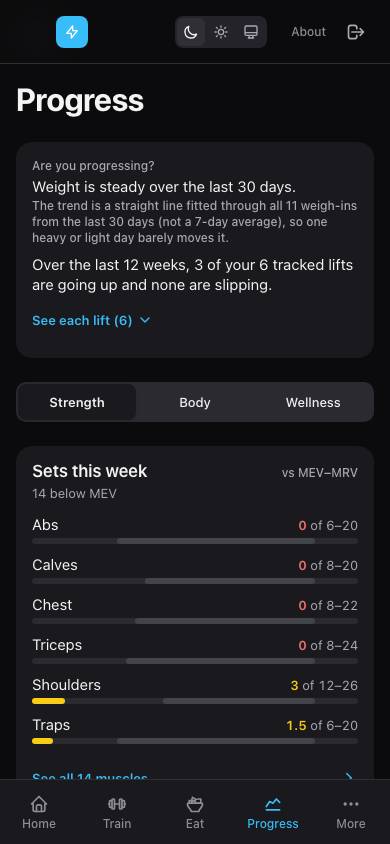 About
Progress
Are you progressing?
Weight is steady over the last 30 days.
The trend is a straight line fitted through all 11 weigh-ins
from the last 30 days (not a 7-day average), so one
heavy or light day barely moves it.
Over the last 12 weeks, 3 of your 6 tracked lifts
are going up and none are slipping.
See each lift (6)
Strength Body Wellness
Sets this week vs MEV–MRV
14 below MEV
Abs 0 of 6–20
Calves 0 of 8–20
Chest 0 of 8–22
Triceps 0 of 8–24
Shoulders 3 of 12–26
Traps 1.5 of 6–20
See all 14 muscles
Home Train Eat Progress More